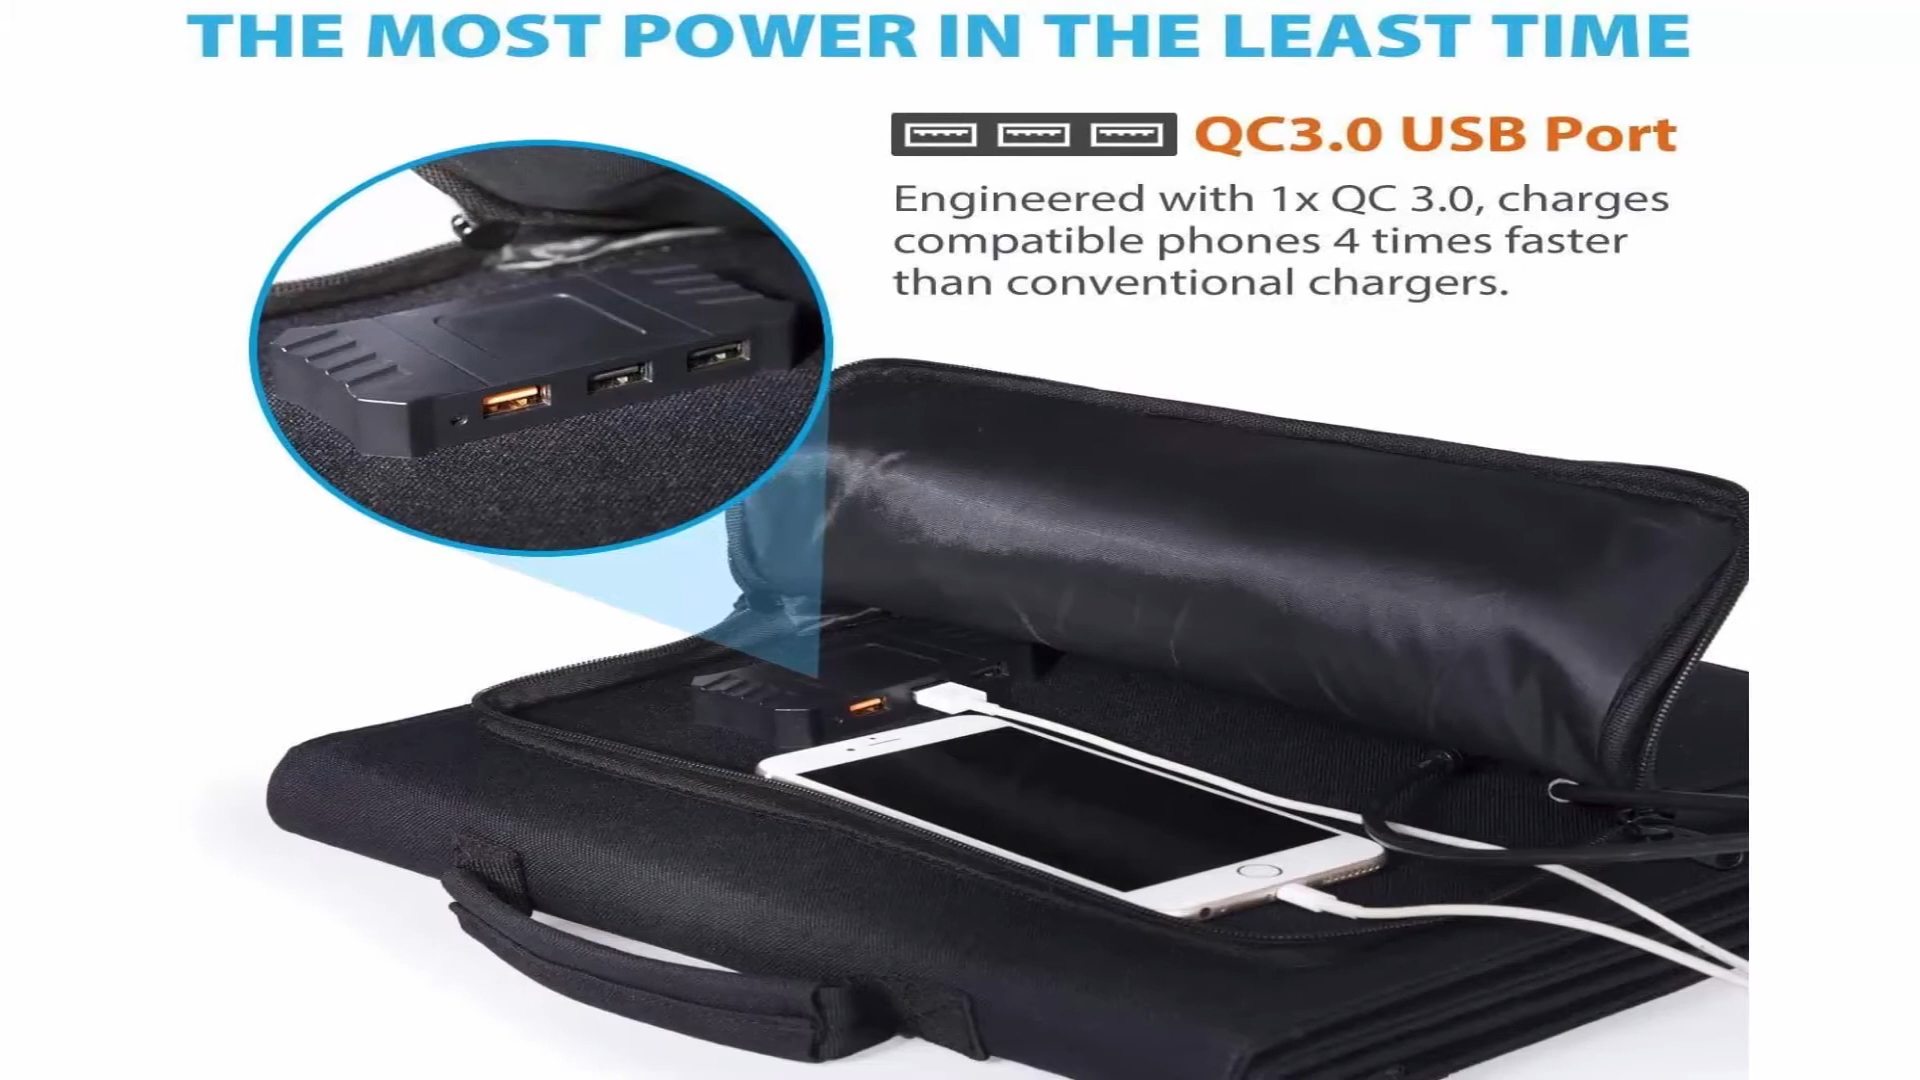 THE MOST POWER IN THE LEAST TIME
QC3.0 USB Port
Engineered with 1x QC 3.0, charges
compatible phones 4 times faster
than conventional chargers.